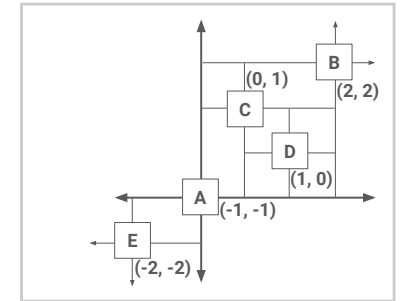 B
(0, 1)
(2, 2)
C
D
(1, 0)
A
(-1, -1)
E
(-2, -2)